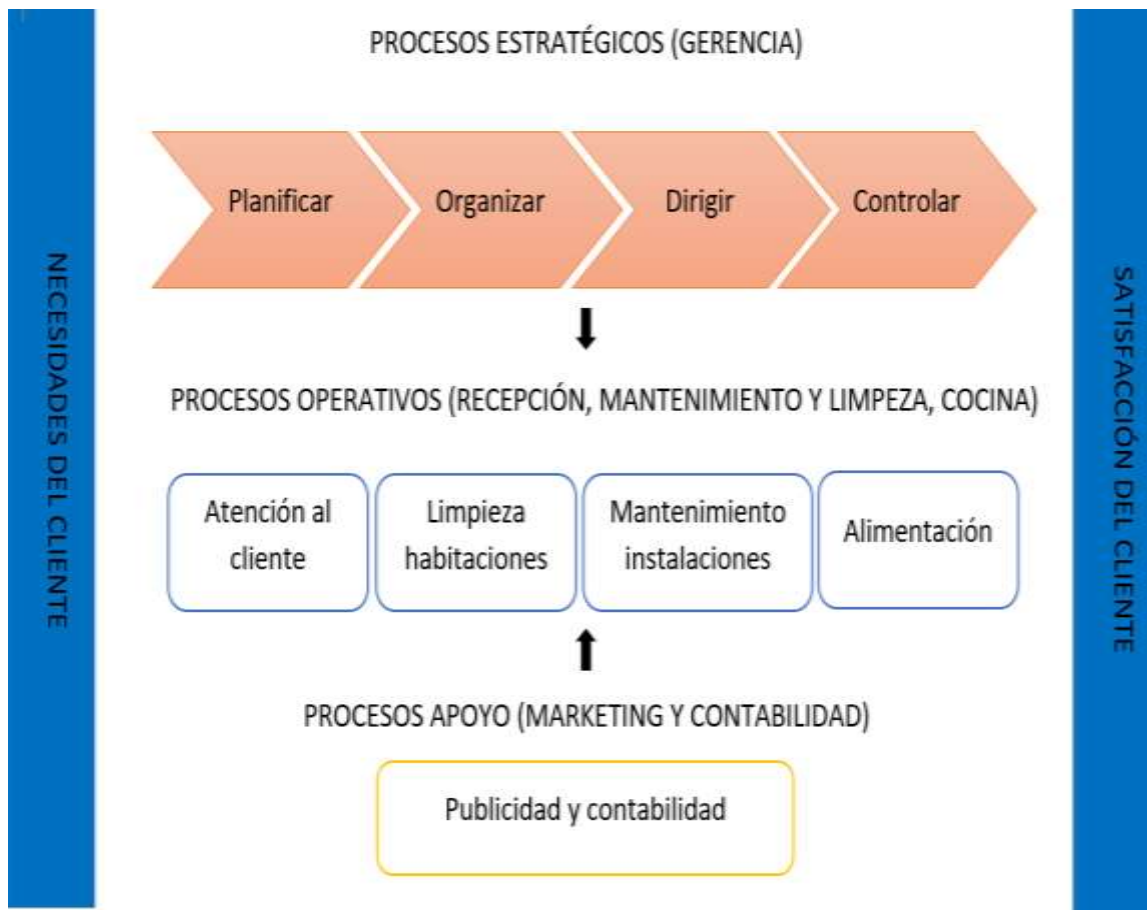 PROCESOS ESTRATÉGICOS (GERENCIA)
NECESIDADES DEL CLIENTE
Planificar
Organizar
Dirigir
Controlar
SATISFACCIÓN DEL CLIENTE
PROCESOS OPERATIVOS (RECEPCIÓN, MANTENIMIENTO Y LIMPEZA, COCINA)
Atención al
cliente
Limpieza
habitaciones
Mantenimiento
instalaciones
Alimentación
PROCESOS APOYO (MARKETING Y CONTABILIDAD)
Publicidad y contabilidad